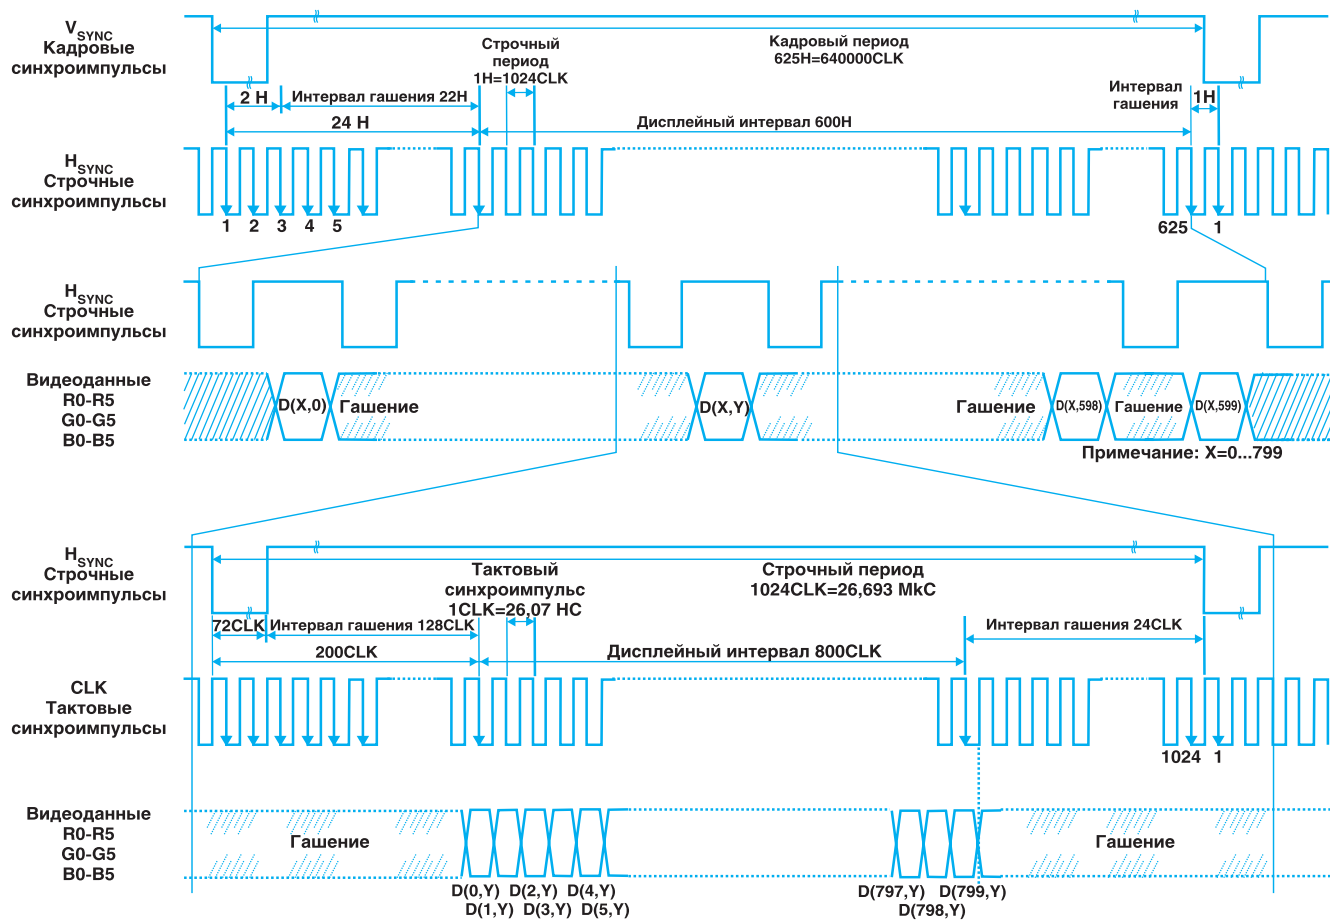 V_SYNC
Кадровые
синхроимпульсы
Строчный
период
1H=1024CLK
Кадровый период
625H=640000CLK
Интервал
гашения
1H
2 H
Интервал гашения 22H
24 H
Дисплейный интервал 600H
H_SYNC
Строчные
синхроимпульсы
1 2 3 4 5
625 1
H_SYNC
Строчные
синхроимпульсы
Видеоданные
R0-R5
G0-G5
B0-B5
D(X,0) Гашение D(X,Y) Гашение D(X,598) Гашение D(X,599)
Примечание: X=0...799
H_SYNC
Строчные
синхроимпульсы
Тактовый
синхроимпульс
1CLK=26,07 НС
Строчный период
1024CLK=26,693 МkС
72CLK
Интервал гашения 128CLK
Интервал гашения 24CLK
200CLK
Дисплейный интервал 800CLK
CLK
Тактовые
синхроимпульсы
1024 1
Видеоданные
R0-R5
G0-G5
B0-B5
Гашение
Гашение
D(0,Y) D(2,Y) D(4,Y)
D(1,Y) D(3,Y) D(5,Y)
D(797,Y) D(799,Y)
D(798,Y)